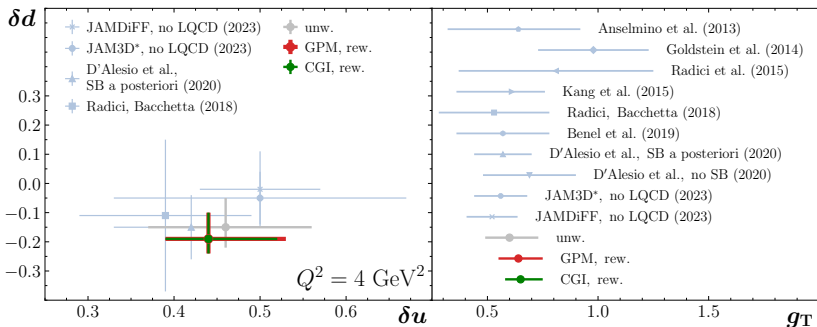 δd
JAMDiFF, no LQCD (2023)
JAM3D*, no LQCD (2023)
D'Alesio et al.,
SB a posteriori (2020)
Radici, Bacchetta (2018)
unw.
GPM, rew.
CGI, rew.
0.3
0.2
0.1
0.0
−0.1
−0.2
−0.3
Q² = 4 GeV²
0.3
0.4
0.5
0.6
δu
Anselmino et al. (2013)
Goldstein et al. (2014)
Radici et al. (2015)
Kang et al. (2015)
Radici, Bacchetta (2018)
Benel et al. (2019)
D'Alesio et al., SB a posteriori (2020)
D'Alesio et al., no SB (2020)
JAM3D*, no LQCD (2023)
JAMDiFF, no LQCD (2023)
unw.
GPM, rew.
CGI, rew.
0.5
1.0
1.5
g_T